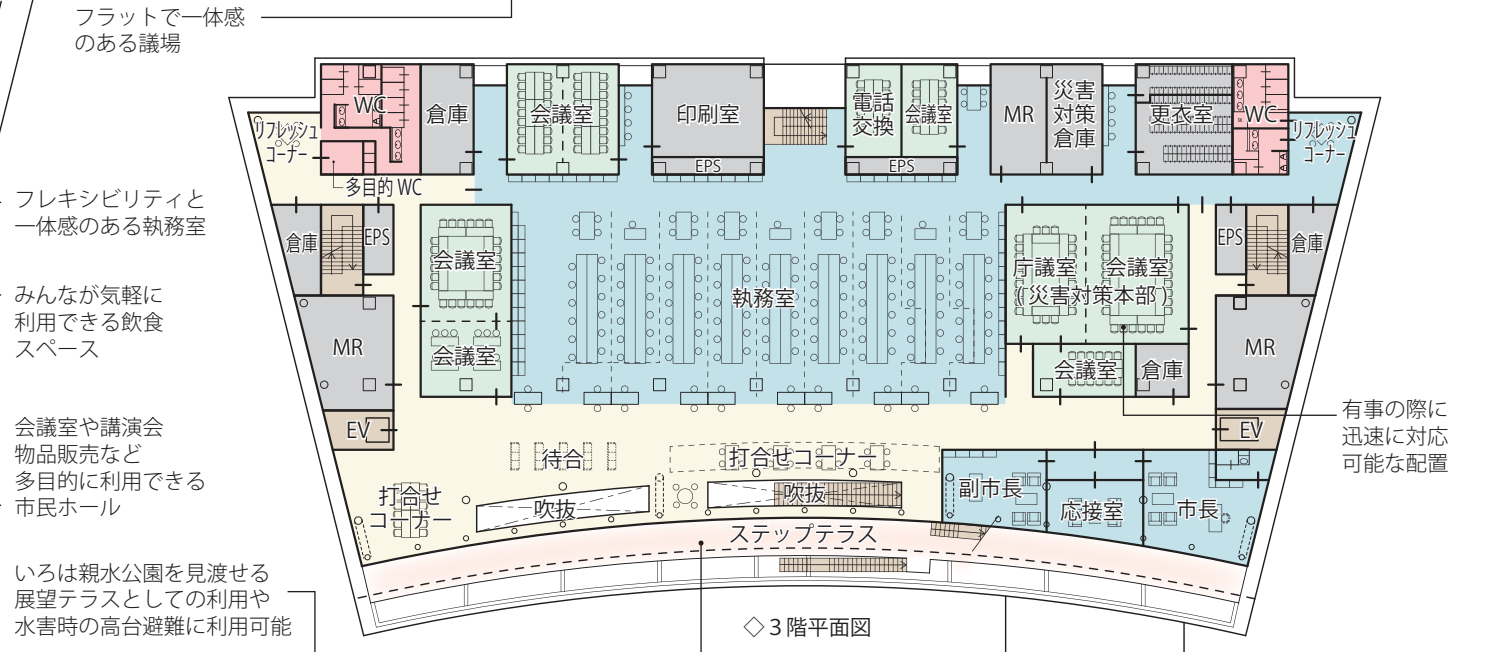 フラットで一体感
のある議場
フレキシビリティと
一体感のある執務室
みんなが気軽に
利用できる飲食
スペース
会議室や講演会
物品販売など
多目的に利用できる
市民ホール
いろは親水公園を見渡せる
展望テラスとしての利用や
水害時の高台避難に利用可能
WC
倉庫
会議室
印刷室
EPS
電話
交換
会議室
EPS
MR
災害
対策
倉庫
更衣室
WC
リフレッシュ
コーナー
リフレッシュ
コーナー
多目的 WC
倉庫
EPS
会議室
会議室
執務室
庁議室
会議室
(災害対策本部)
会議室
倉庫
EPS
倉庫
MR
MR
EV
EV
待合
打合せコーナー
打合せ
コーナー
吹抜
吹抜
副市長
応接室
市長
ステップテラス
有事の際に
迅速に対応
可能な配置
◇３階平面図